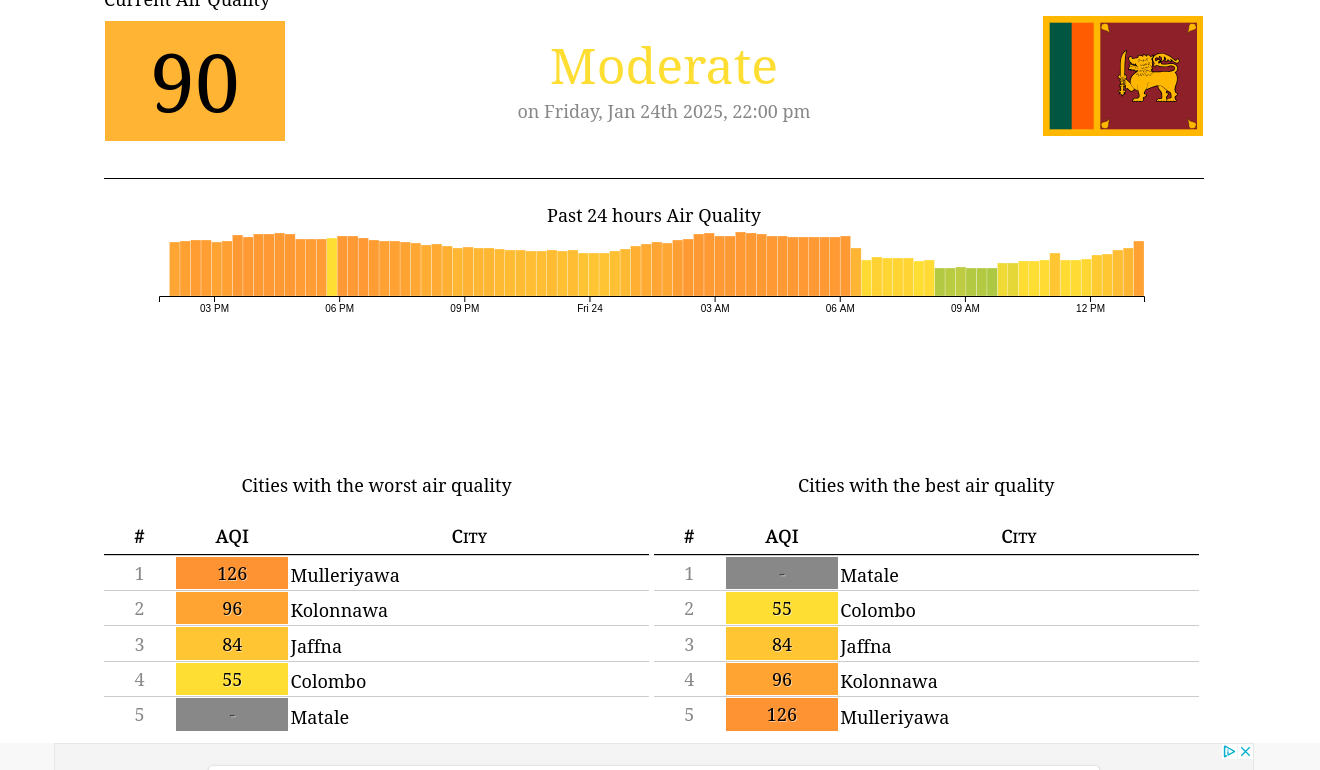 Current Air Quality
90
Moderate
on Friday, Jan 24th 2025, 22:00 pm
Past 24 hours Air Quality
03 PM 06 PM 09 PM Fri 24 03 AM 06 AM 09 AM 12 PM
Cities with the worst air quality
# AQI City
1 126 Mulleriyawa
2 96 Kolonnawa
3 84 Jaffna
4 55 Colombo
5 - Matale
Cities with the best air quality
# AQI City
1 - Matale
2 55 Colombo
3 84 Jaffna
4 96 Kolonnawa
5 126 Mulleriyawa